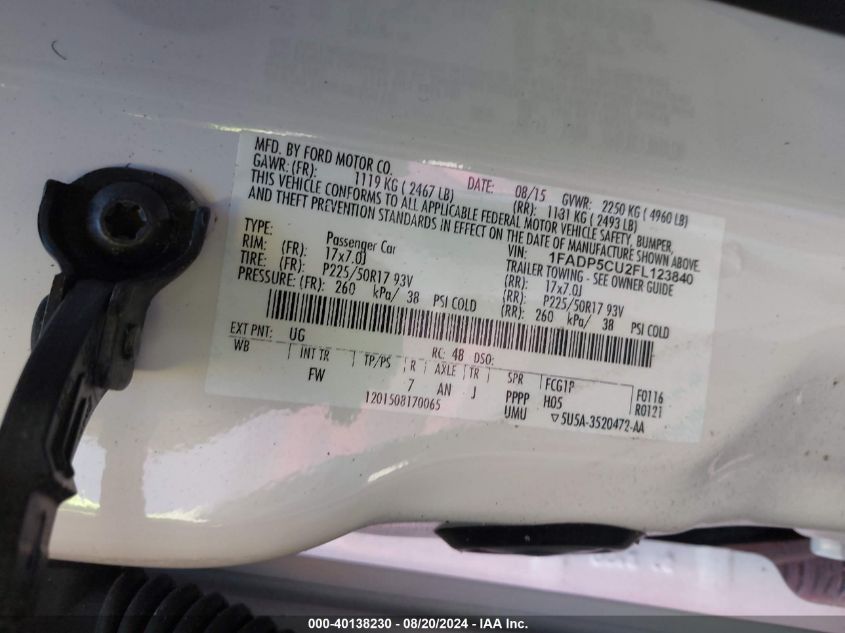 MFD. BY FORD MOTOR CO. DATE: 08/15 GVWR: 2250 KG ( 4960 LB)
GAWR: (FR): 1119 KG ( 2467 LB) (RR): 1131 KG ( 2493 LB)
THIS VEHICLE CONFORMS TO ALL APPLICABLE FEDERAL MOTOR VEHICLE SAFETY, BUMPER,
AND THEFT PREVENTION STANDARDS IN EFFECT ON THE DATE OF MANUFACTURE SHOWN ABOVE.
VIN: 1FADP5CU2FL123840
TYPE: Passenger Car TRAILER TOWING - SEE OWNER GUIDE
RIM: (FR): 17x7.0J (RR): 17x7.0J
TIRE: (FR): P225/50R17 93V (RR): P225/50R17 93V
PRESSURE: (FR): 260 kPa/ 38 PSI COLD (RR): 260 kPa/ 38 PSI COLD
EXT PNT: UG RC: 48 DSO:
WB INT TR TP/PS R AXLE TR SPR FCG1P F0116
FW 7 AN J PPPP H05 R0121
1201508170065 UMU ▽5U5A-3520472-AA
000-40138230 - 08/20/2024 - IAA Inc.